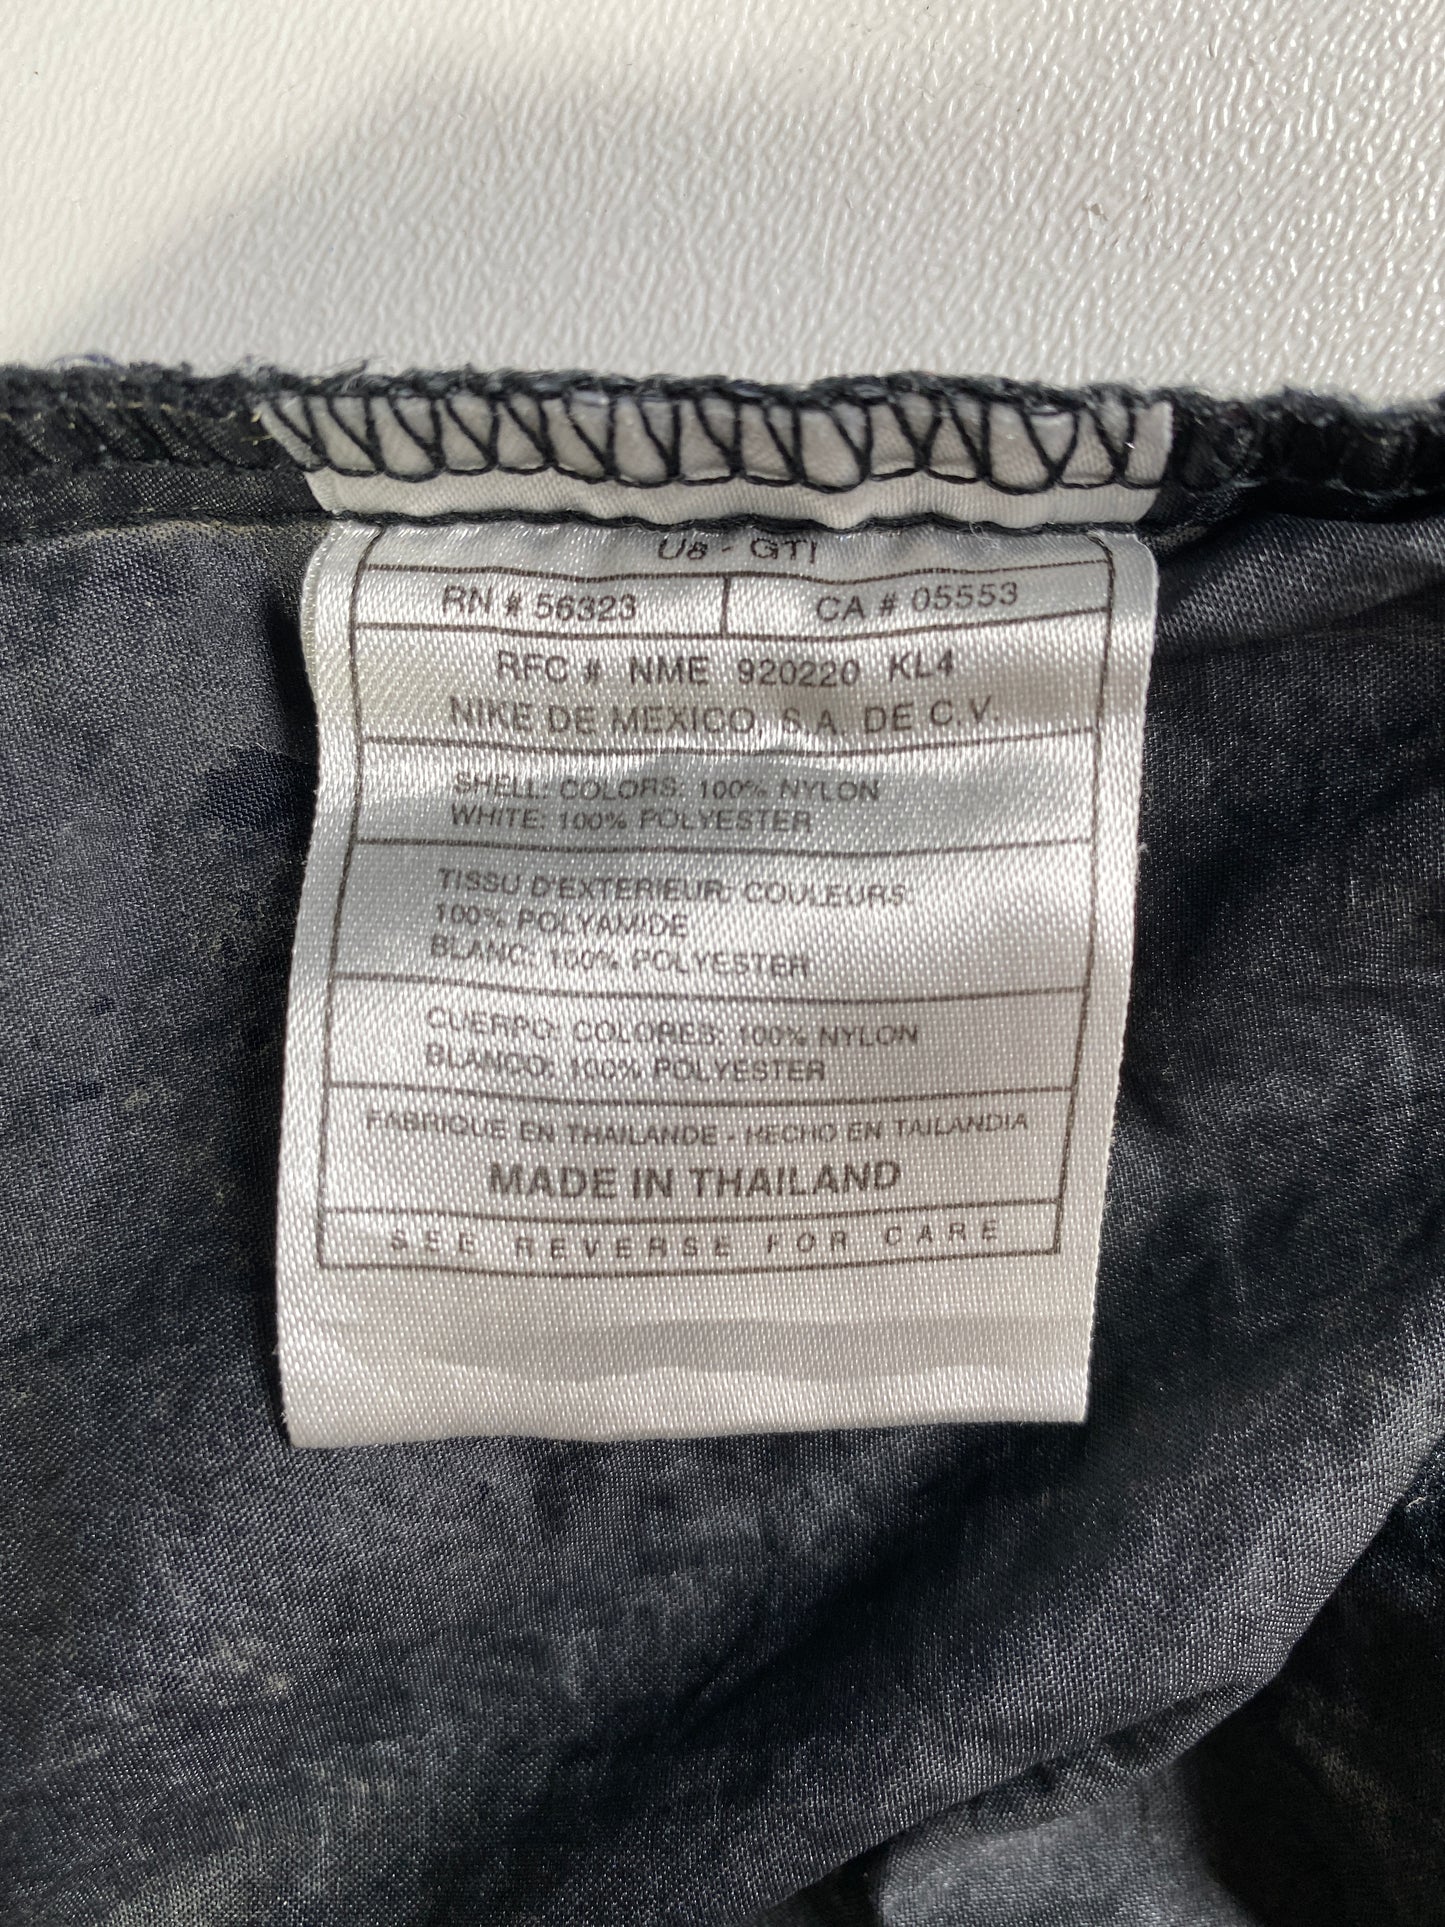 RN # 56323 CA # 05553
RFC # NME 920220 KL4
NIKE DE MEXICO, S.A. DE C.V.
SHELL: COLORS: 100% NYLON
WHITE: 100% POLYESTER
TISSU D'EXTERIEUR: COULEURS:
100% POLYAMIDE
BLANC: 100% POLYESTER
CUERPO: COLORES: 100% NYLON
BLANCO: 100% POLYESTER
FABRIQUE EN THAILANDE - HECHO EN TAILANDIA
MADE IN THAILAND
SEE REVERSE FOR CARE